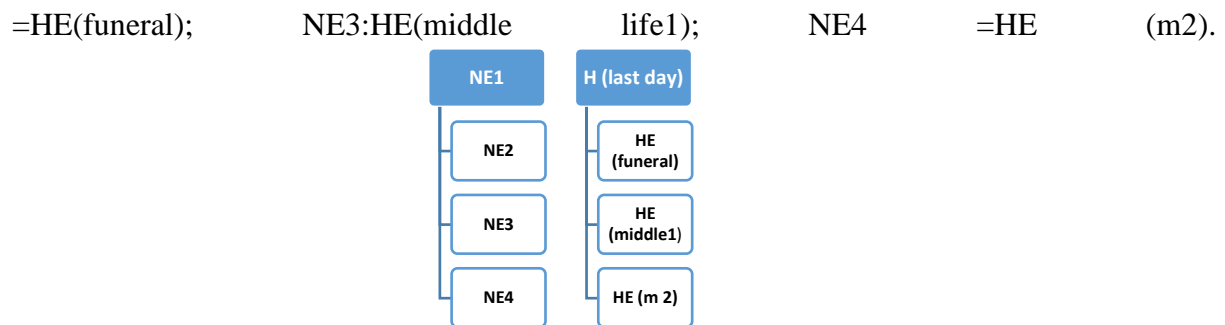 =HE(funeral); NE3:HE(middle life1); NE4 =HE (m2).
NE1
H (last day)
NE2
HE
(funeral)
NE3
HE
(middle1)
NE4
HE (m 2)